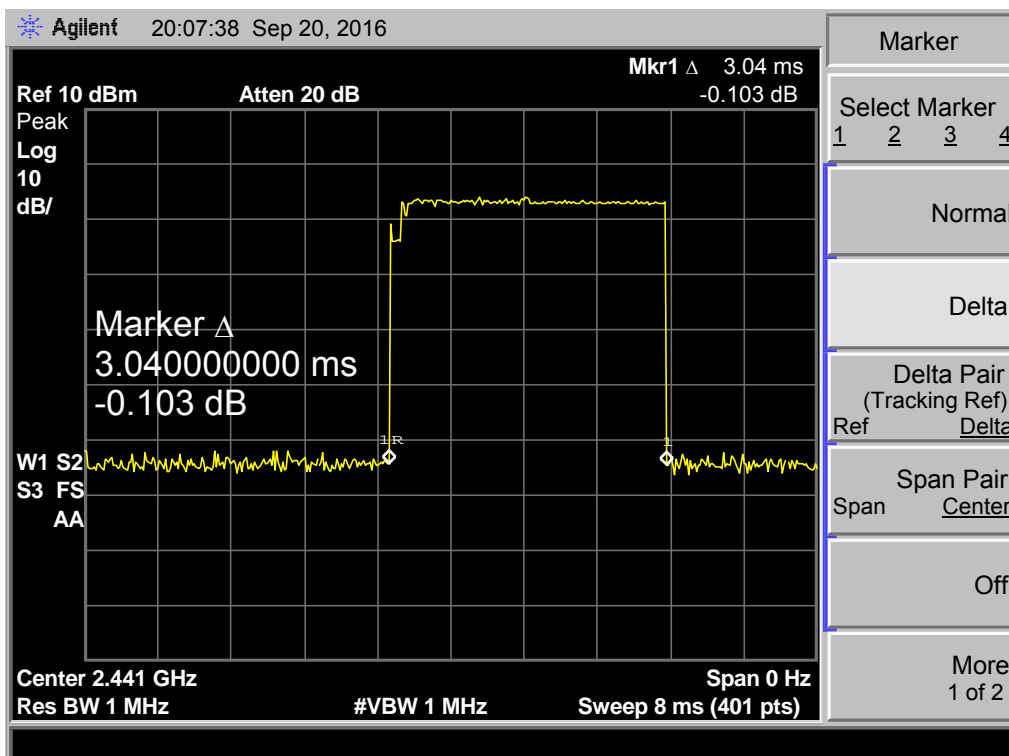 Agilent 20:07:38 Sep 20, 2016
Marker
Mkr1 Δ 3.04 ms
Ref 10 dBm Atten 20 dB -0.103 dB
Peak
Log
10
dB/
Select Marker
1 2 3 4
Normal
Delta
Marker Δ
3.040000000 ms
-0.103 dB
Delta Pair
(Tracking Ref)
Ref Delta
1R
1
W1 S2
S3 FS
AA
Span Pair
Span Center
Off
More
1 of 2
Center 2.441 GHz Span 0 Hz
Res BW 1 MHz #VBW 1 MHz Sweep 8 ms (401 pts)